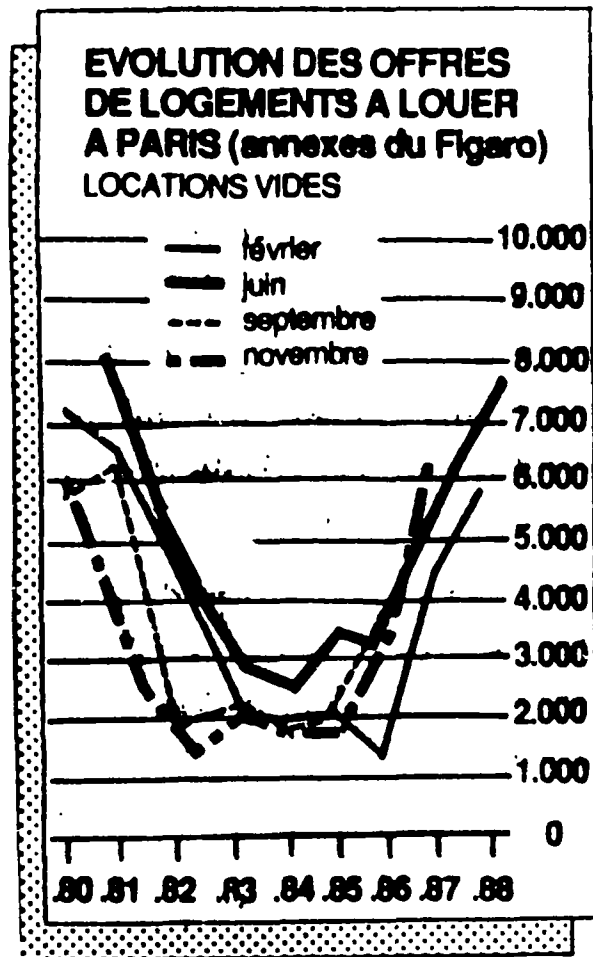 EVOLUTION DES OFFRES
DE LOGEMENTS A LOUER
A PARIS (annexes du Figaro)
LOCATIONS VIDES
février
juin
septembre
novembre
10.000
9.000
8.000
7.000
6.000
5.000
4.000
3.000
2.000
1.000
0
.80 .81 .82 .83 .84 .85 .86 .87 .88